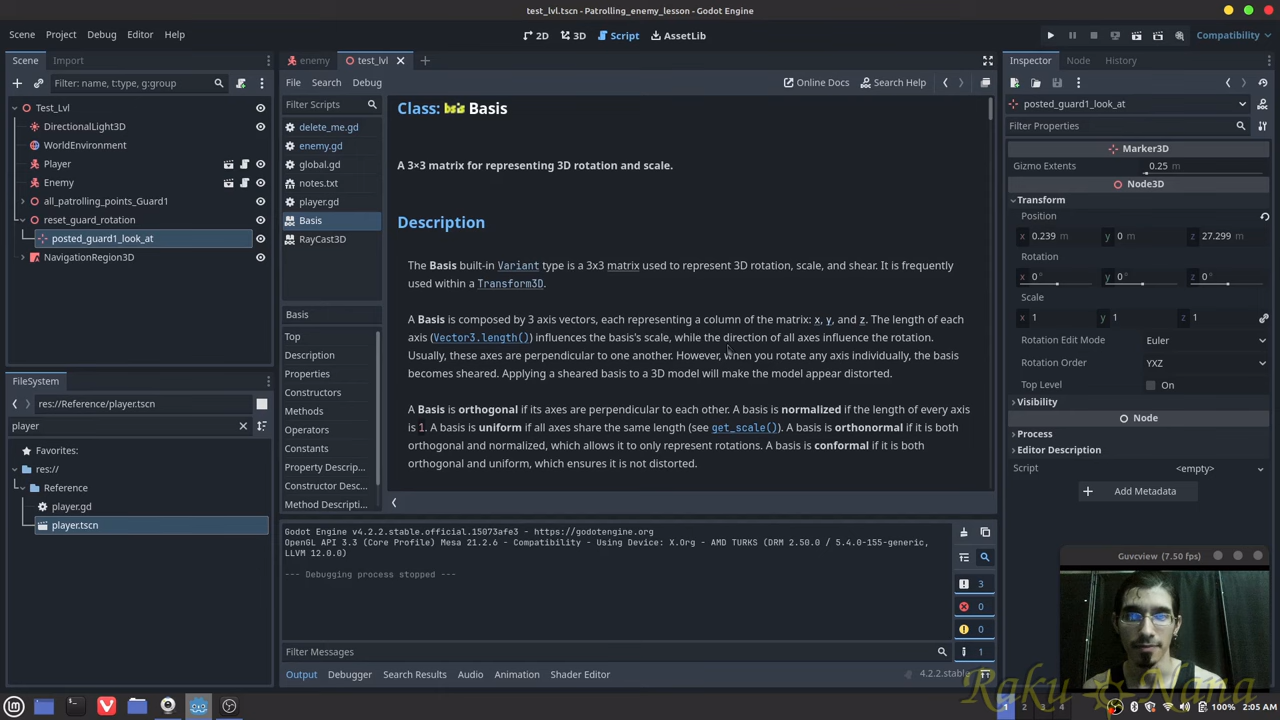 test_lvl.tscn - Patrolling_enemy_lesson - Godot Engine
Scene Project Debug Editor Help
2D 3D Script AssetLib
Compatibility
Scene Import
Filter: name, t:type, g:group
Test_Lvl
DirectionalLight3D
WorldEnvironment
Player
Enemy
all_patrolling_points_Guard1
reset_guard_rotation
posted_guard1_look_at
NavigationRegion3D
FileSystem
res://Reference/player.tscn
player
Favorites:
res://
Reference
player.gd
player.tscn
enemy test_lvl
File Search Debug
Online Docs Search Help
Filter Scripts
delete_me.gd
enemy.gd
global.gd
notes.txt
player.gd
Basis
RayCast3D
Basis
Top
Description
Properties
Constructors
Methods
Operators
Constants
Property Descrip...
Constructor Desc...
Method Descripti...
Class: Basis
A 3×3 matrix for representing 3D rotation and scale.
Description
The Basis built-in Variant type is a 3x3 matrix used to represent 3D rotation, scale, and shear. It is frequently
used within a Transform3D.
A Basis is composed by 3 axis vectors, each representing a column of the matrix: x, y, and z. The length of each
axis (Vector3.length()) influences the basis's scale, while the direction of all axes influence the rotation.
Usually, these axes are perpendicular to one another. However, when you rotate any axis individually, the basis
becomes sheared. Applying a sheared basis to a 3D model will make the model appear distorted.
A Basis is orthogonal if its axes are perpendicular to each other. A basis is normalized if the length of every axis
is 1. A basis is uniform if all axes share the same length (see get_scale()). A basis is orthonormal if it is both
orthogonal and normalized, which allows it to only represent rotations. A basis is conformal if it is both
orthogonal and uniform, which ensures it is not distorted.
Godot Engine v4.2.2.stable.official.15073afe3 - https://godotengine.org
OpenGL API 3.3 (Core Profile) Mesa 21.2.6 - Compatibility - Using Device: X.Org - AMD TURKS (DRM 2.50.0 / 5.4.0-155-generic,
LLVM 12.0.0)
--- Debugging process stopped ---
3
0
0
1
Filter Messages
Output Debugger Search Results Audio Animation Shader Editor
4.2.2.stable
Inspector Node History
posted_guard1_look_at
Filter Properties
Marker3D
Gizmo Extents 0.25 m
Node3D
Transform
Position
x 0.239 m y 0 m z 27.299 m
Rotation
x 0° y 0° z 0°
Scale
x 1 y 1 z 1
Rotation Edit Mode Euler
Rotation Order YXZ
Top Level On
Visibility
Node
Process
Editor Description
Script <empty>
Add Metadata
Guvcview (7.50 fps)
Raku Nana
1 2 3 4
100% 2:05 AM